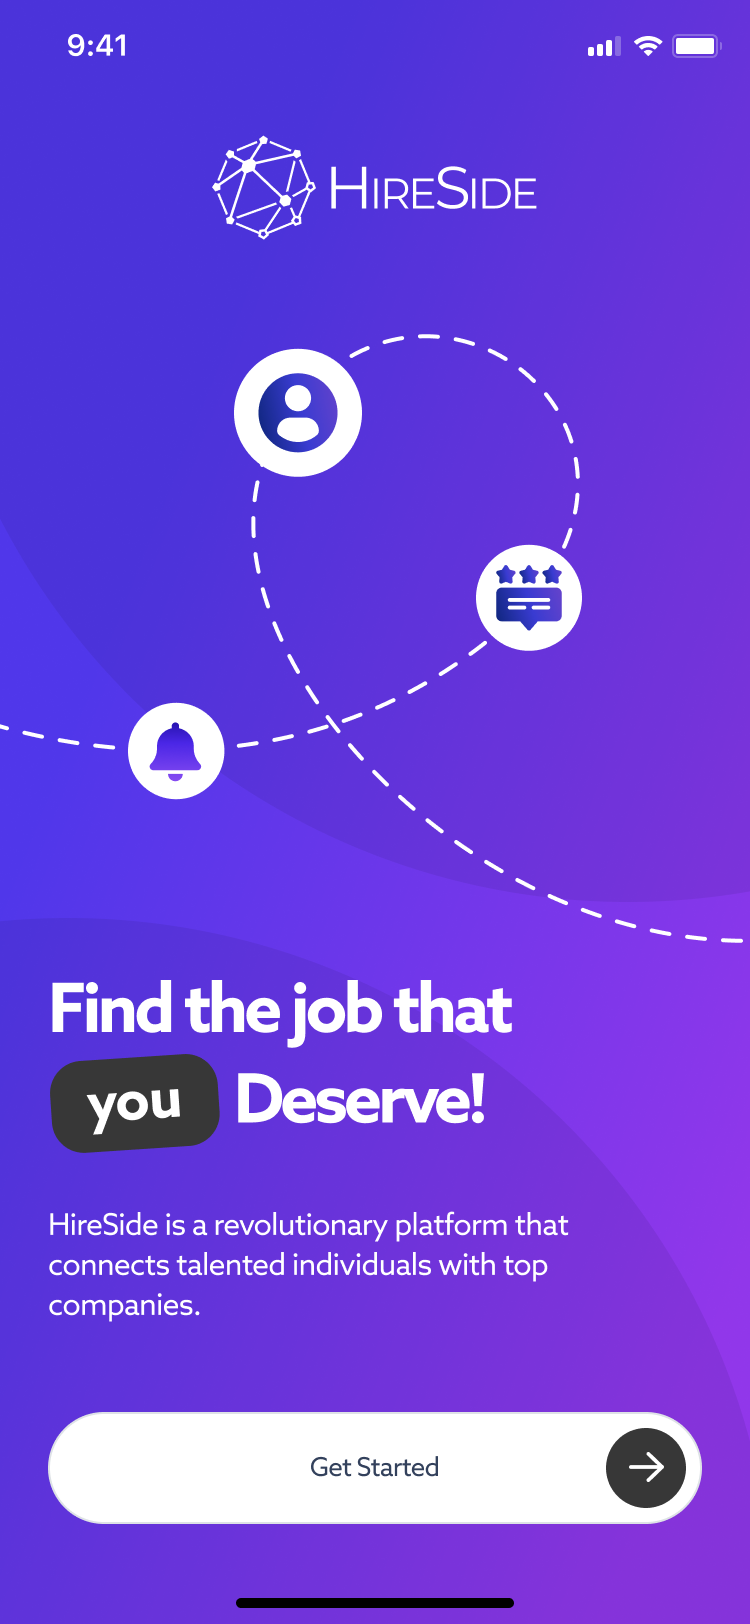 9:41
HIRESIDE
Find the job that
you Deserve!
HireSide is a revolutionary platform that
connects talented individuals with top
companies.
Get Started